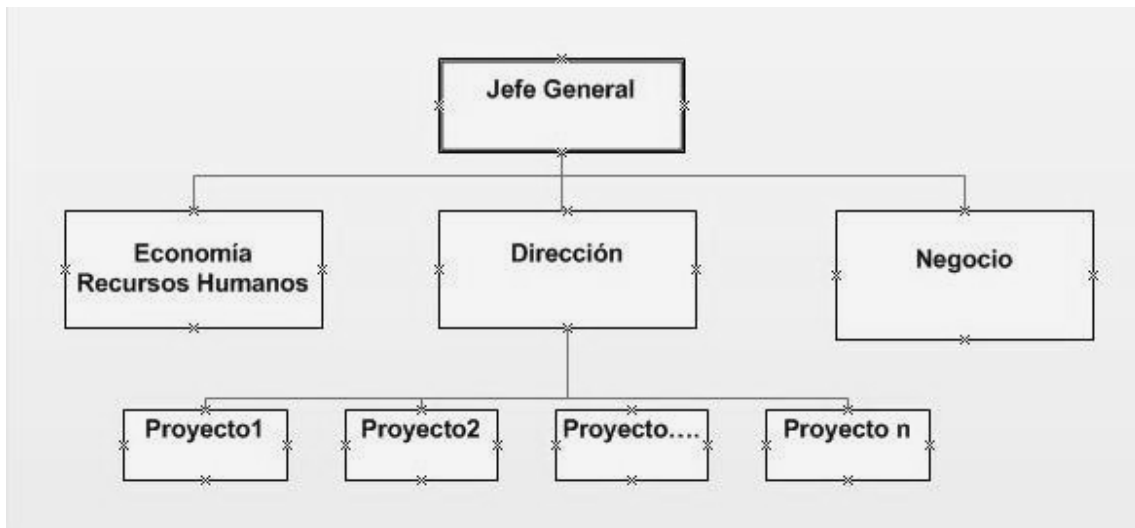 Jefe General
Economía
Recursos Humanos
Dirección
Negocio
Proyecto1
Proyecto2
Proyecto....
Proyecto n